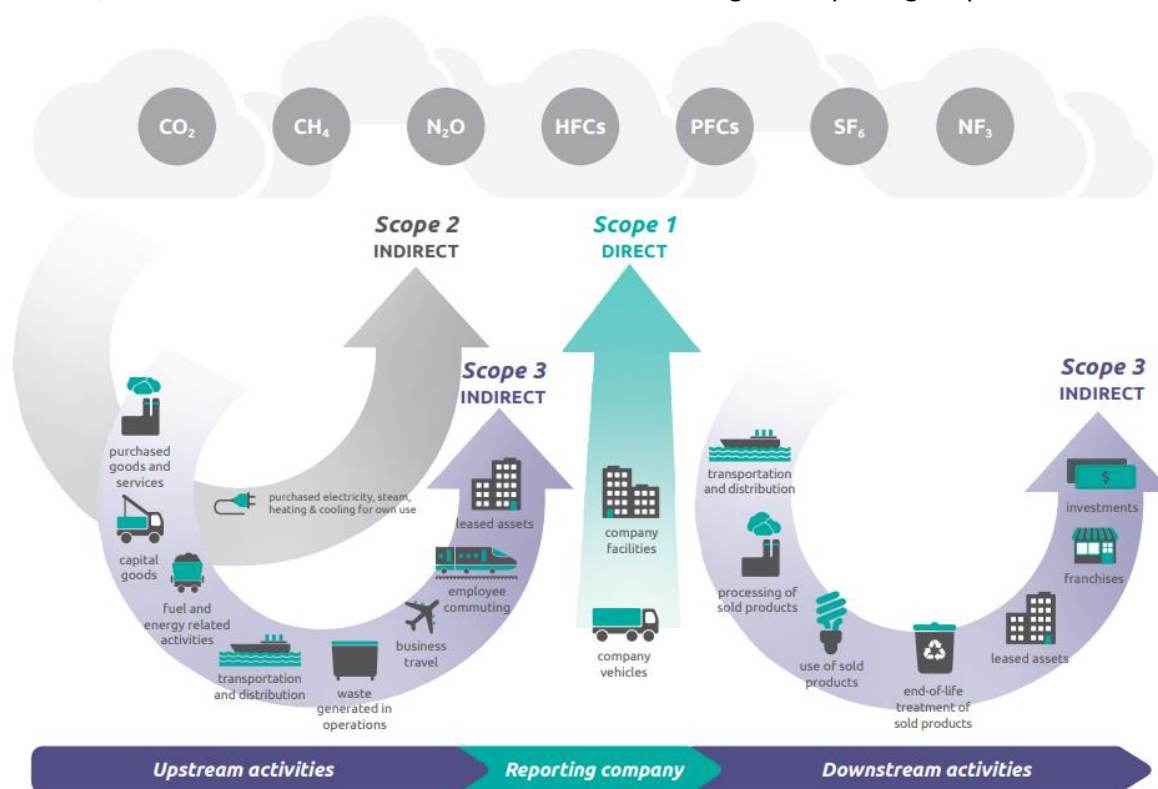 CO₂
CH₄
N₂O
HFCs
PFCs
SF₆
NF₃
Scope 2
INDIRECT
Scope 1
DIRECT
Scope 3
INDIRECT
Scope 3
INDIRECT
purchased
goods and
services
capital
goods
fuel and
energy related
activities
transportation
and distribution
waste
generated in
operations
business
travel
employee
commuting
leased assets
purchased electricity, steam,
heating & cooling for own use
company
facilities
company
vehicles
transportation
and distribution
processing of
sold products
use of sold
products
end-of-life
treatment of
sold products
leased assets
franchises
$
investments
Upstream activities
Reporting company
Downstream activities